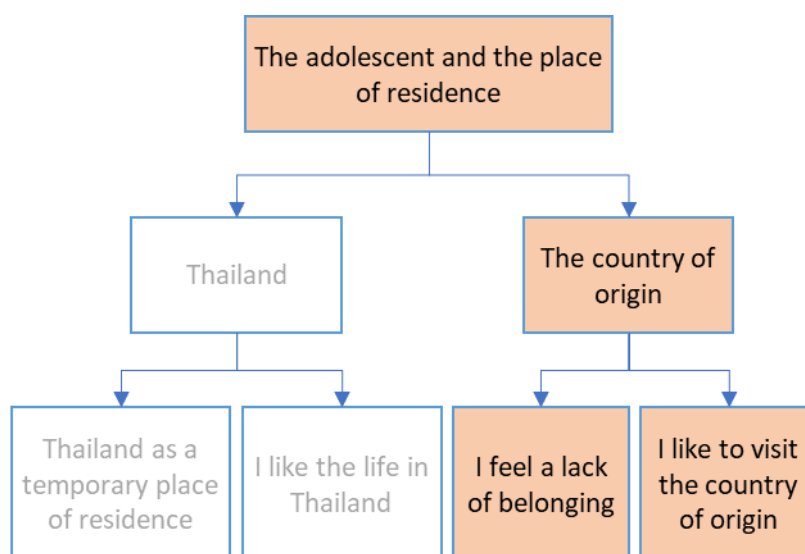 The adolescent and the place
of residence
Thailand
The country of
origin
Thailand as a
temporary place
of residence
I like the life in
Thailand
I feel a lack
of belonging
I like to visit
the country
of origin